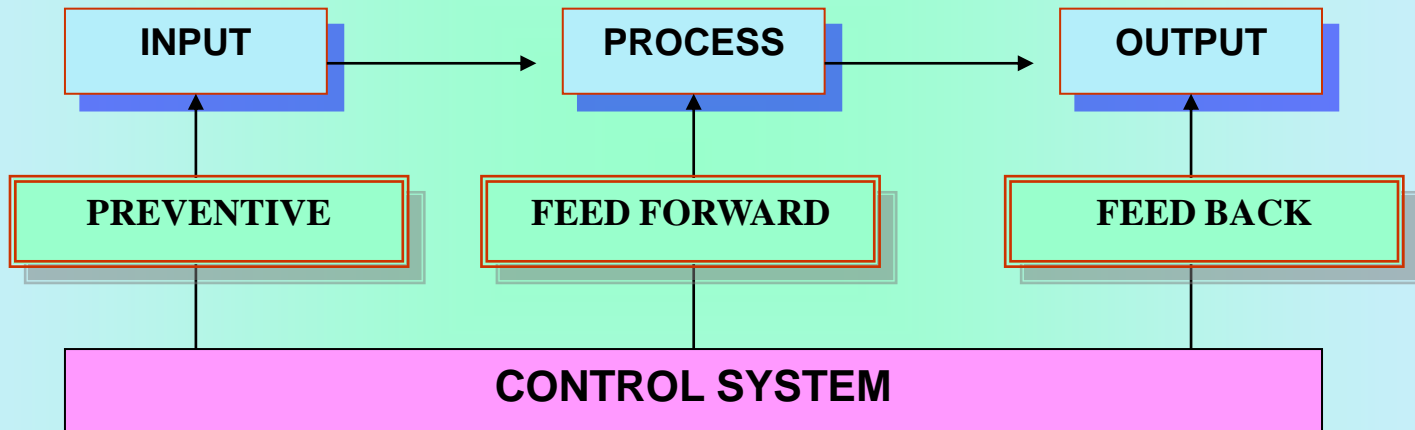 INPUT
PROCESS
OUTPUT
PREVENTIVE
FEED FORWARD
FEED BACK
CONTROL SYSTEM